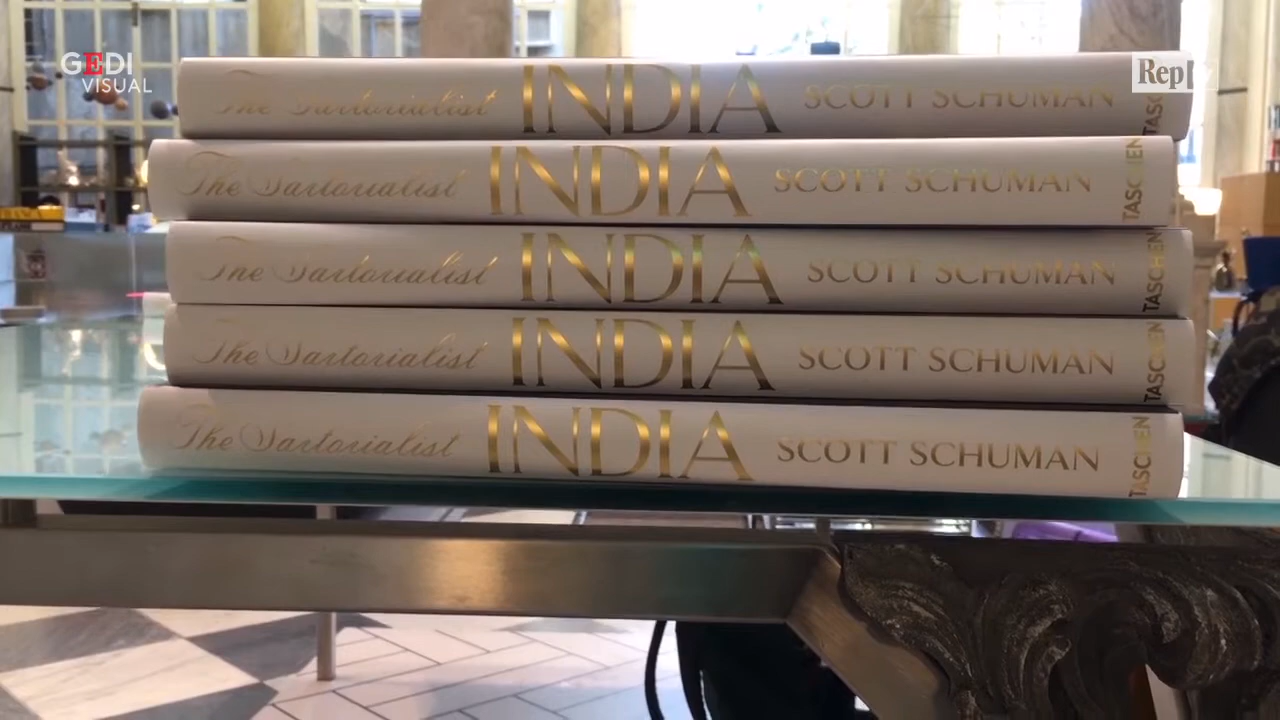 GEDI
VISUAL
Rep
The Sartorialist INDIA SCOTT SCHUMAN TASC
The Sartorialist INDIA SCOTT SCHUMAN TASCHEN
The Sartorialist INDIA SCOTT SCHUMAN TASCHEN
The Sartorialist INDIA SCOTT SCHUMAN TASCHEN
The Sartorialist INDIA SCOTT SCHUMAN TASCHEN